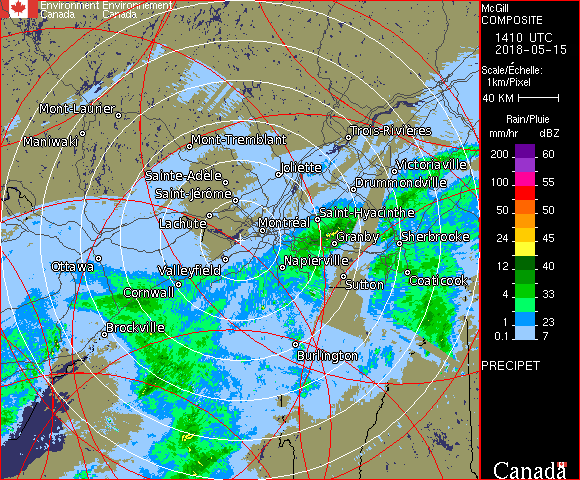 Environment Environnement
Canada Canada
McGill
COMPOSITE
1410 UTC
2018-05-15
Scale/Échelle:
1km/Pixel
40 KM
Rain/Pluie
mm/hr dBZ
200 60
150 57
100 55
50 50
24 45
12 40
4 33
1 23
0.1 7
PRECIPET
Canada
Mont-Laurier
Maniwaki
Mont-Tremblant
Trois-Rivières
Joliette
Victoriaville
Sainte-Adèle
Drummondville
Saint-Jérôme
Saint-Hyacinthe
Lachute
Montréal
Granby
Sherbrooke
Ottawa
Valleyfield
Napierville
Sutton
Coaticook
Cornwall
Brockville
Burlington